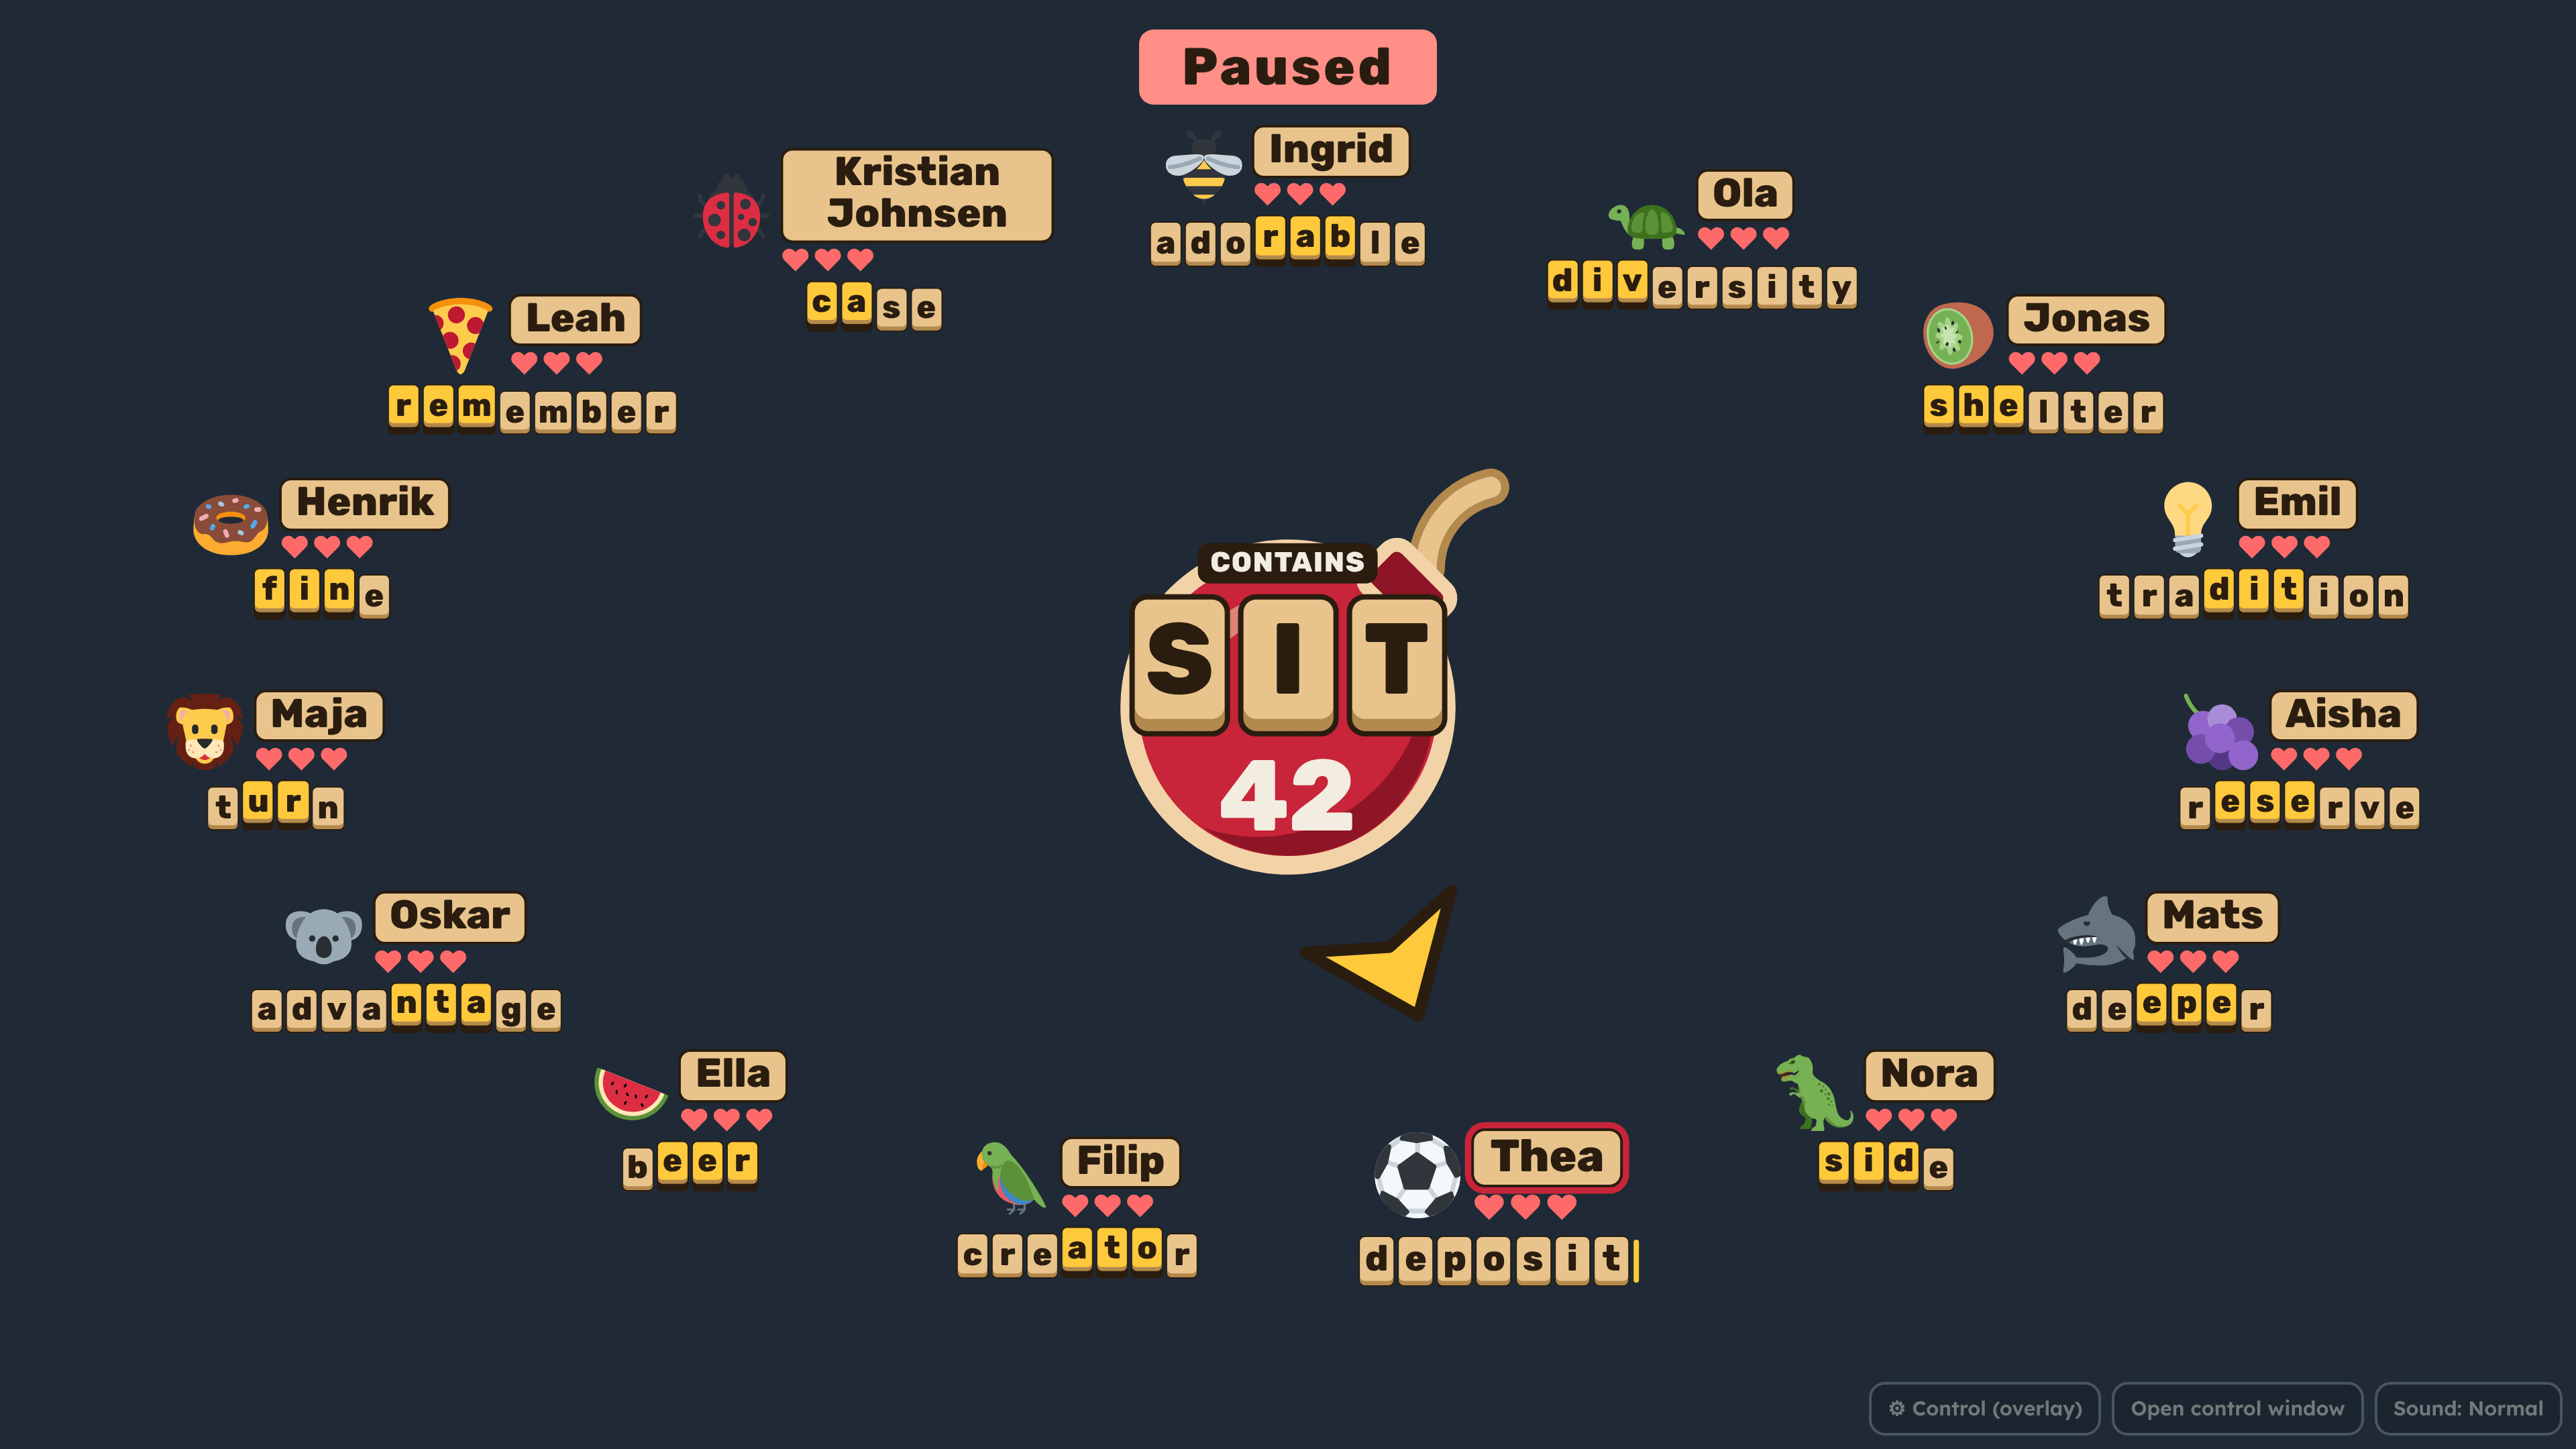 Paused
Ingrid
adorable
Kristian
Johnsen
case
Ola
diversity
Leah
remember
Jonas
shelter
Henrik
fine
CONTAINS
SIT
42
Emil
tradition
Maja
turn
Aisha
reserve
Oskar
advantage
Mats
deeper
Ella
beer
Nora
side
Filip
creator
Thea
deposit
⚙ Control (overlay)
Open control window
Sound: Normal